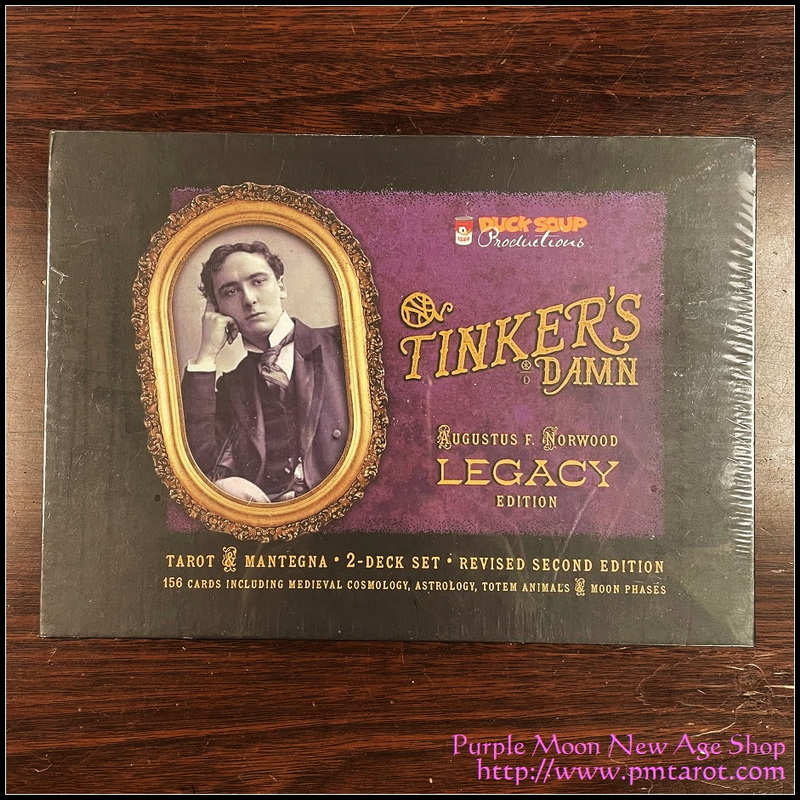 DUCK SOUP
Productions
TINKER'S
DAMN
AUGUSTUS F. NORWOOD
LEGACY
EDITION
TAROT & MANTEGNA • 2-DECK SET • REVISED SECOND EDITION
156 CARDS INCLUDING MEDIEVAL COSMOLOGY, ASTROLOGY, TOTEM ANIMALS & MOON PHASES
Purple Moon New Age Shop
http://www.pmtarot.com